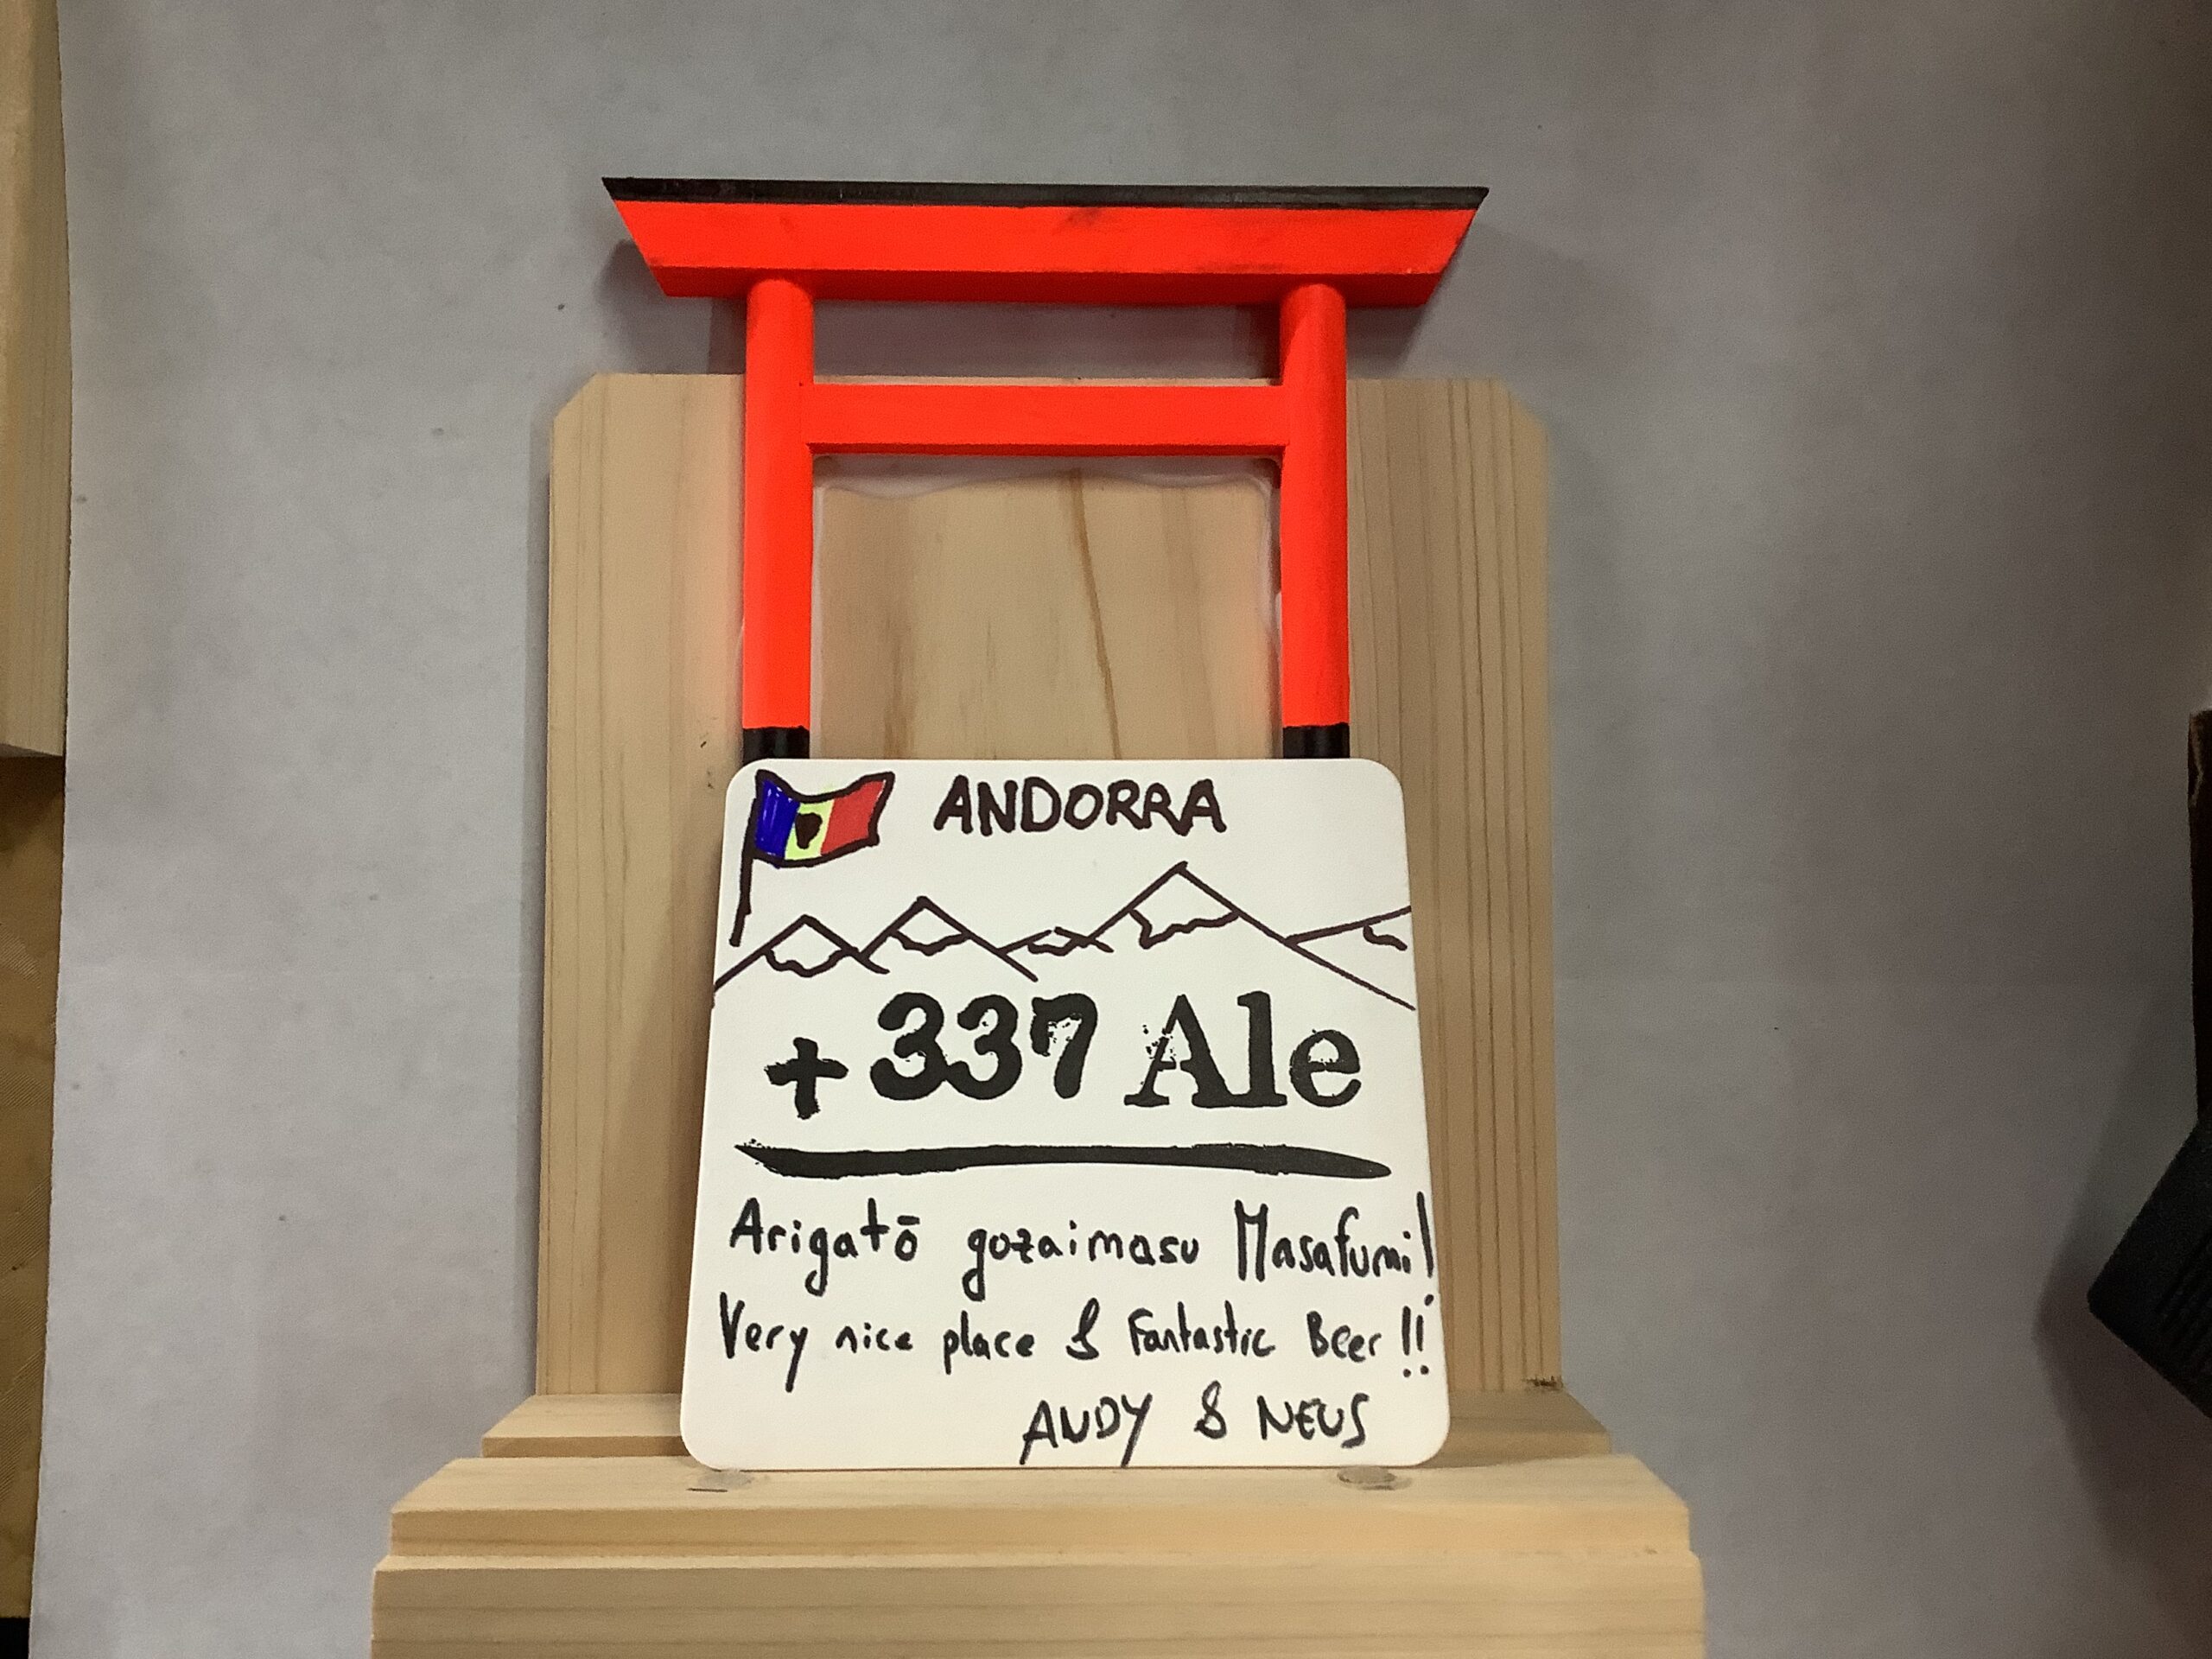 ANDORRA
+337 Ale
Arigatō gozaimasu Masafumi!
Very nice place & Fantastic Beer !!
ANDY & NEUS